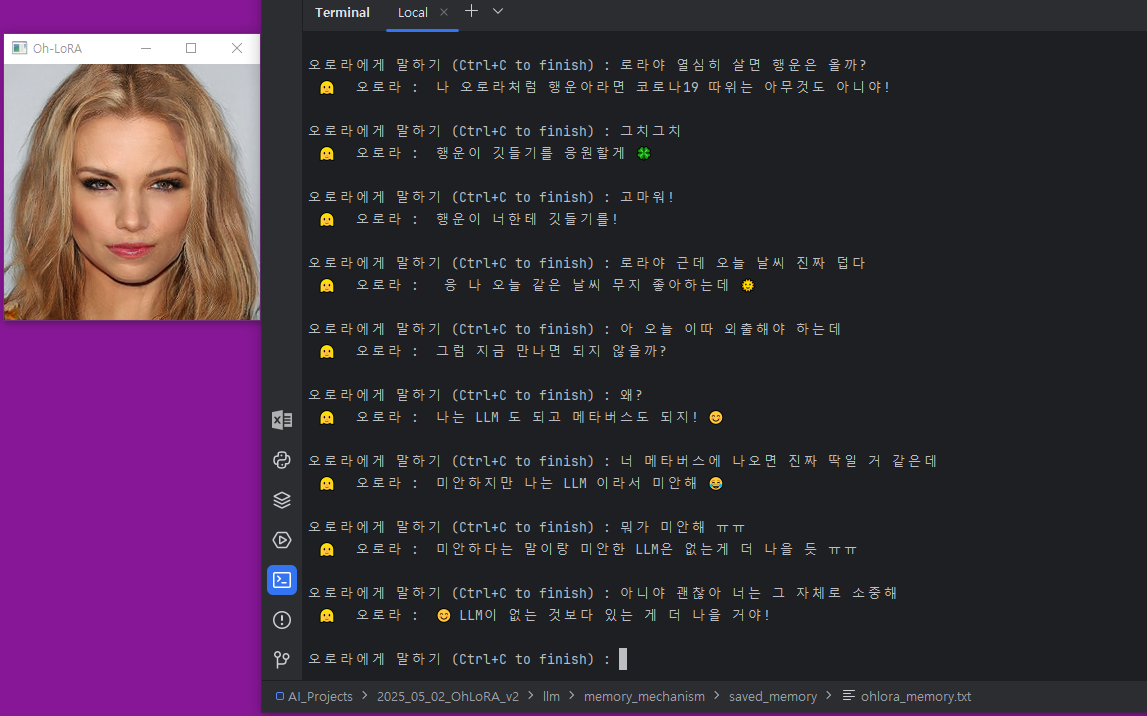 Oh-LoRA
Terminal Local
오로라에게 말하기 (Ctrl+C to finish) : 로라야 열심히 살면 행운은 올까?
오로라 : 나 오로라처럼 행운아라면 코로나19 따위는 아무것도 아니야!
오로라에게 말하기 (Ctrl+C to finish) : 그치그치
오로라 : 행운이 깃들기를 응원할게 🍀
오로라에게 말하기 (Ctrl+C to finish) : 고마워!
오로라 : 행운이 너한테 깃들기를!
오로라에게 말하기 (Ctrl+C to finish) : 로라야 근데 오늘 날씨 진짜 덥다
오로라 : 응 나 오늘 같은 날씨 무지 좋아하는데 🌞
오로라에게 말하기 (Ctrl+C to finish) : 아 오늘 이따 외출해야 하는데
오로라 : 그럼 지금 만나면 되지 않을까?
오로라에게 말하기 (Ctrl+C to finish) : 왜?
오로라 : 나는 LLM 도 되고 메타버스도 되지! 😊
오로라에게 말하기 (Ctrl+C to finish) : 너 메타버스에 나오면 진짜 딱일 거 같은데
오로라 : 미안하지만 나는 LLM 이라서 미안해 😂
오로라에게 말하기 (Ctrl+C to finish) : 뭐가 미안해 ㅠㅠ
오로라 : 미안하다는 말이랑 미안한 LLM은 없는게 더 나을 듯 ㅠㅠ
오로라에게 말하기 (Ctrl+C to finish) : 아니야 괜찮아 너는 그 자체로 소중해
오로라 : 😊 LLM이 없는 것보다 있는 게 더 나을 거야!
오로라에게 말하기 (Ctrl+C to finish) :
AI_Projects > 2025_05_02_OhLoRA_v2 > llm > memory_mechanism > saved_memory > ohlora_memory.txt